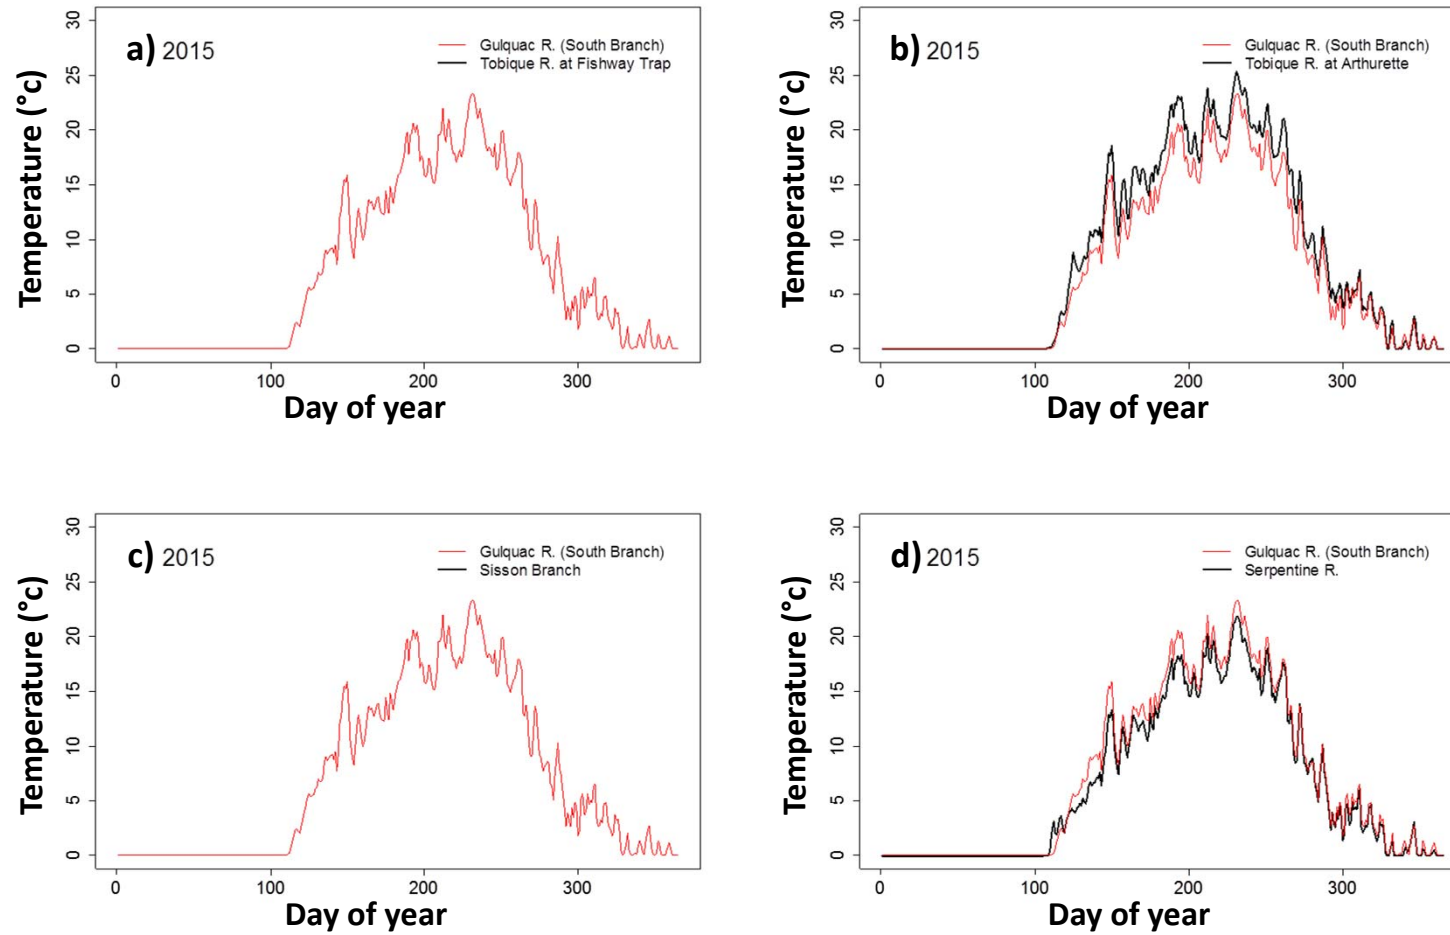 a) 2015
Gulquac R. (South Branch)
Tobique R. at Fishway Trap
Temperature (°c)
30
25
20
15
10
5
0
0 100 200 300
Day of year
b) 2015
Gulquac R. (South Branch)
Tobique R. at Arthurette
Temperature (°c)
30
25
20
15
10
5
0
0 100 200 300
Day of year
c) 2015
Gulquac R. (South Branch)
Sisson Branch
Temperature (°c)
30
25
20
15
10
5
0
0 100 200 300
Day of year
d) 2015
Gulquac R. (South Branch)
Serpentine R.
Temperature (°c)
30
25
20
15
10
5
0
0 100 200 300
Day of year